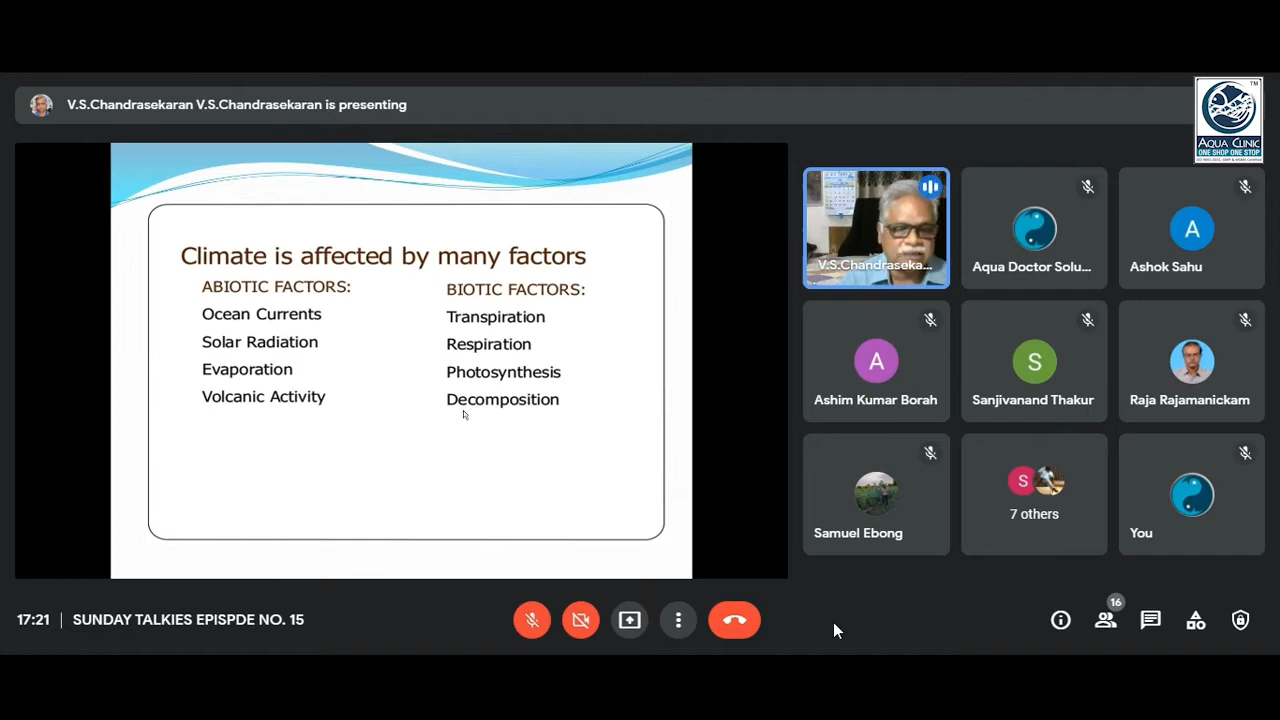 V.S.Chandrasekaran V.S.Chandrasekaran is presenting
TM
AQUA CLINIC
ONE SHOP ONE STOP
Climate is affected by many factors
ABIOTIC FACTORS:
Ocean Currents
Solar Radiation
Evaporation
Volcanic Activity
BIOTIC FACTORS:
Transpiration
Respiration
Photosynthesis
Decomposition
V.S.Chandraseka...
Aqua Doctor Solu...
A
Ashok Sahu
A
Ashim Kumar Borah
S
Sanjivanand Thakur
Raja Rajamanickam
Samuel Ebong
S
7 others
You
17:21 | SUNDAY TALKIES EPISPDE NO. 15
16